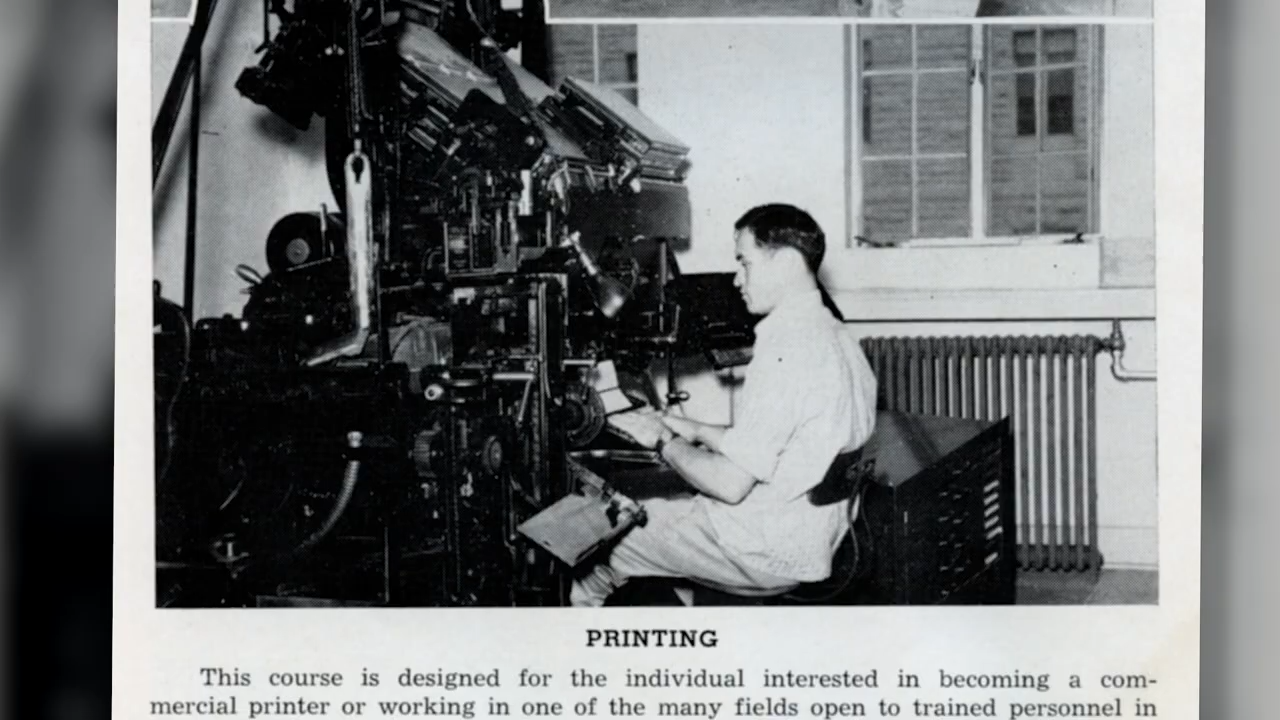 PRINTING
This course is designed for the individual interested in becoming a com-
mercial printer or working in one of the many fields open to trained personnel in